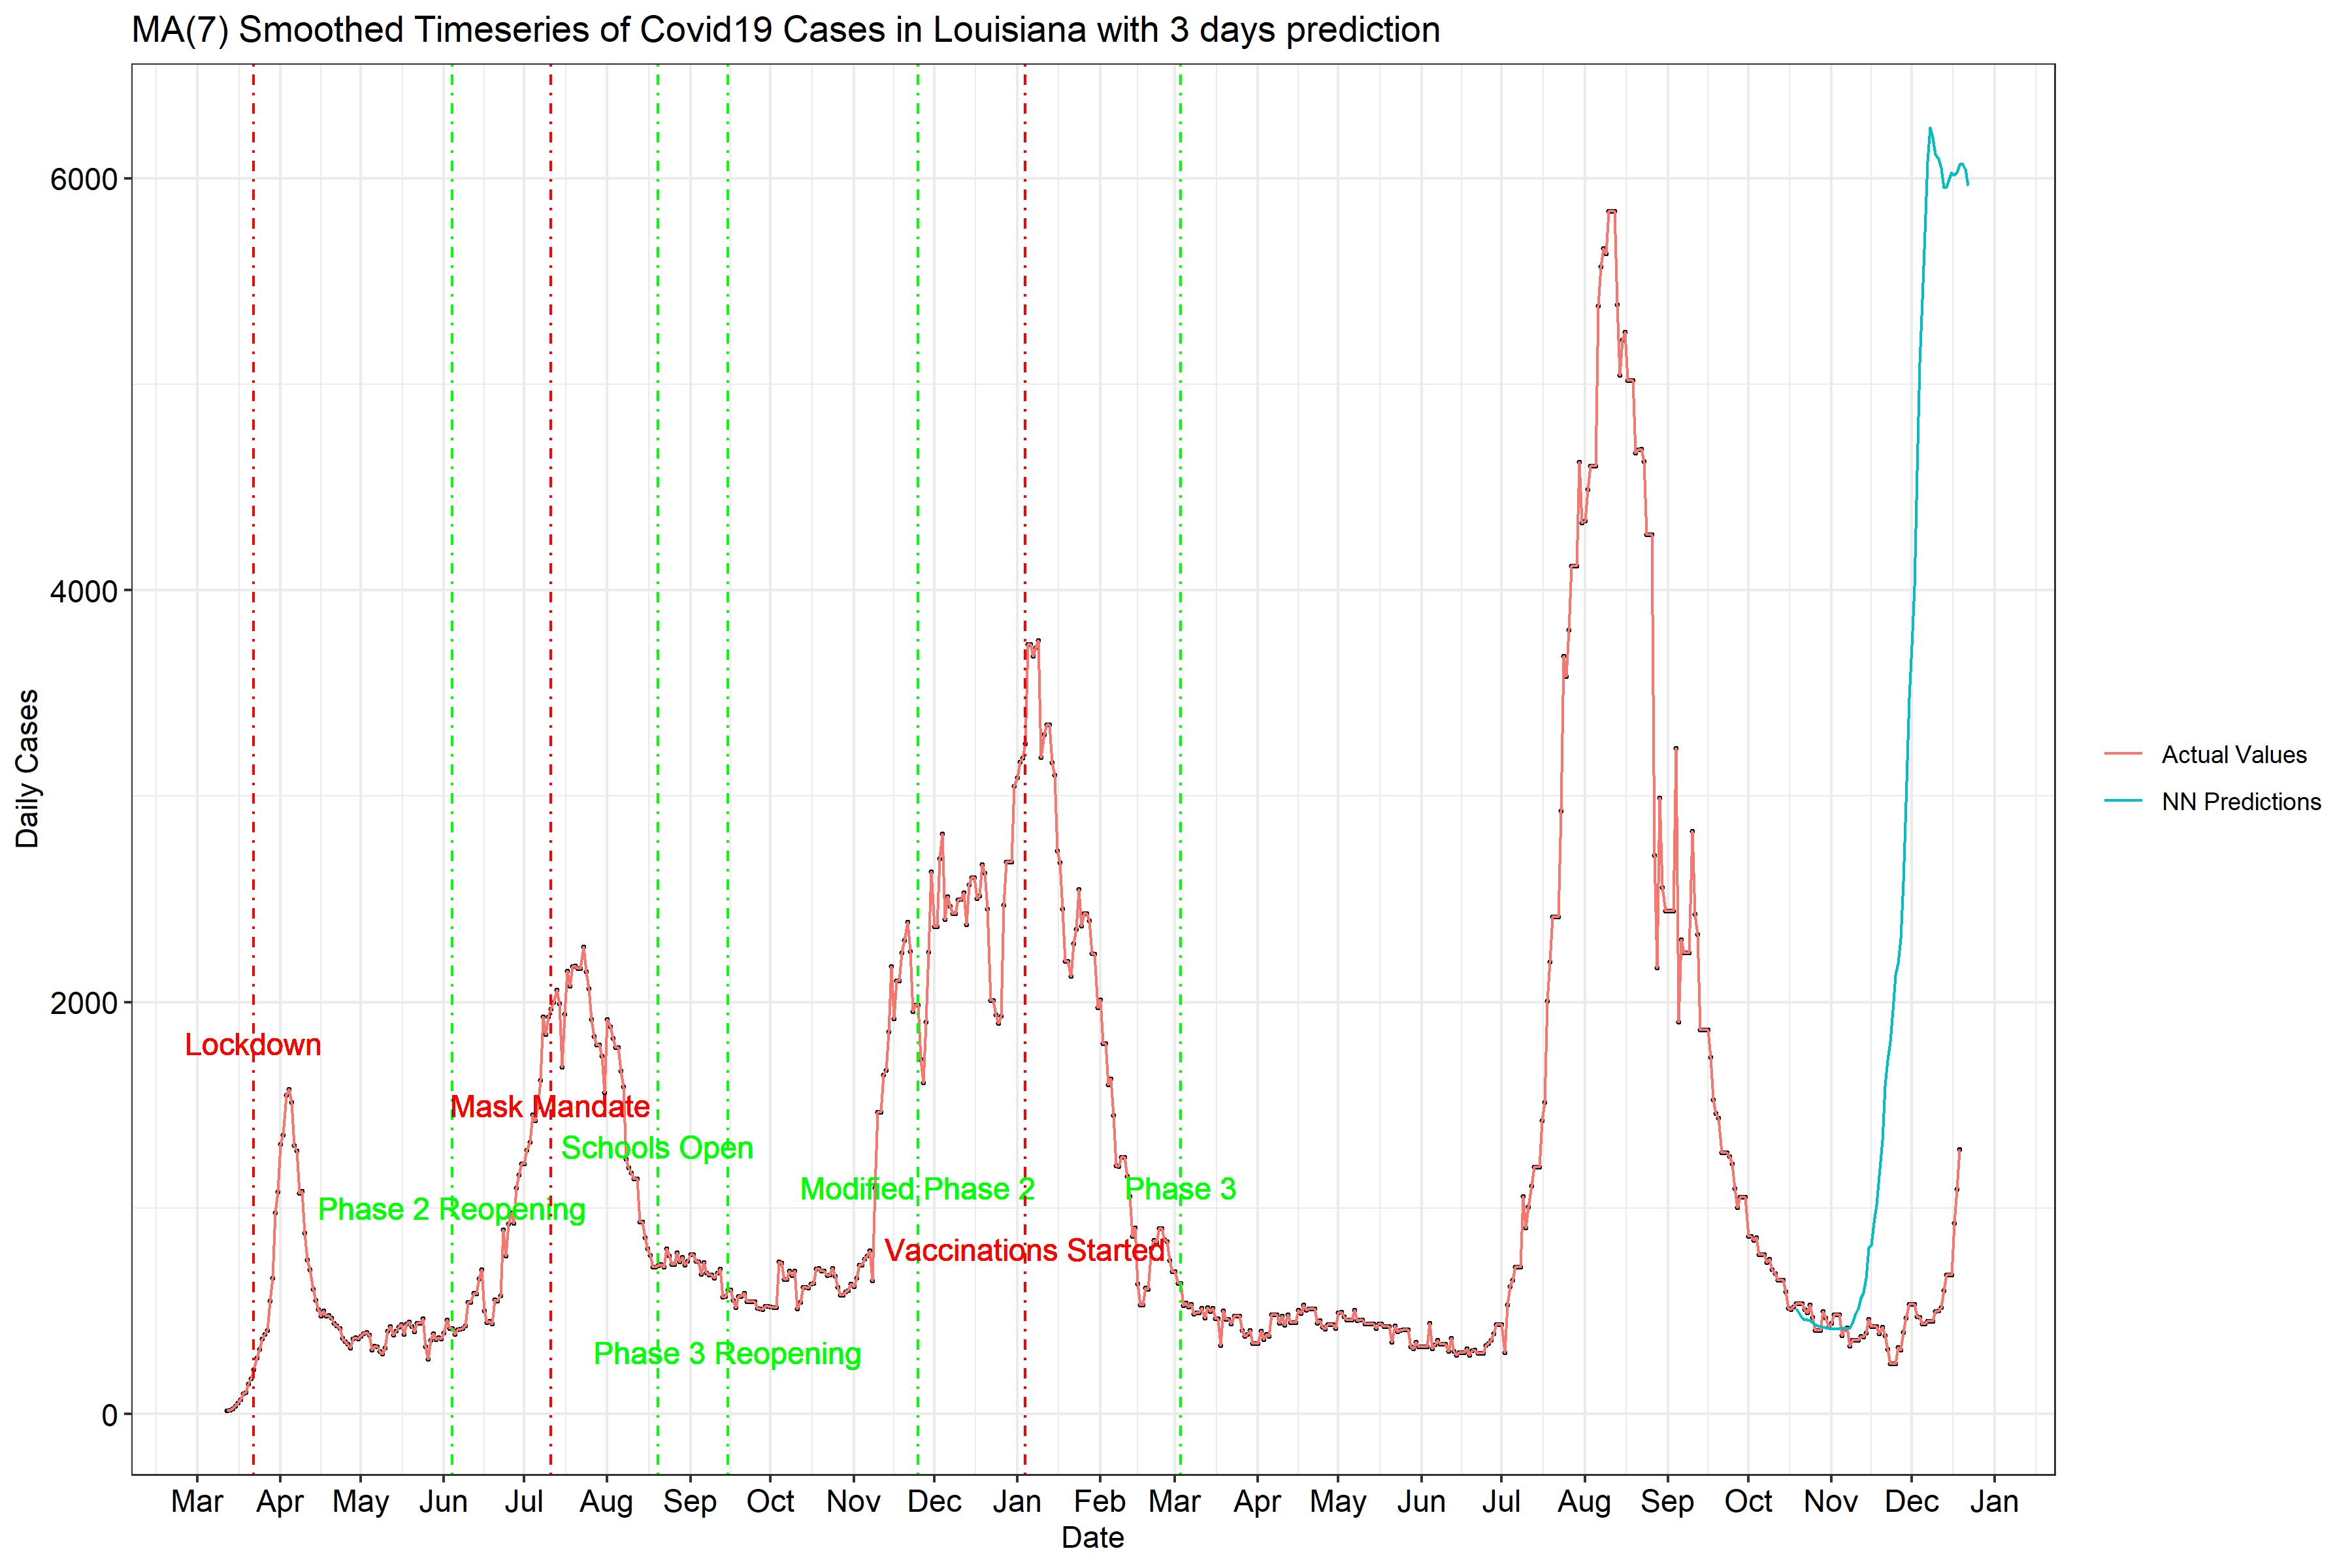 MA(7) Smoothed Timeseries of Covid19 Cases in Louisiana with 3 days prediction
6000
4000
2000
0
Daily Cases
Lockdown
Mask Mandate
Schools Open
Phase 2 Reopening
Modified Phase 2
Phase 3
Vaccinations Started
Phase 3 Reopening
Actual Values
NN Predictions
Mar Apr May Jun Jul Aug Sep Oct Nov Dec Jan Feb Mar Apr May Jun Jul Aug Sep Oct Nov Dec Jan
Date